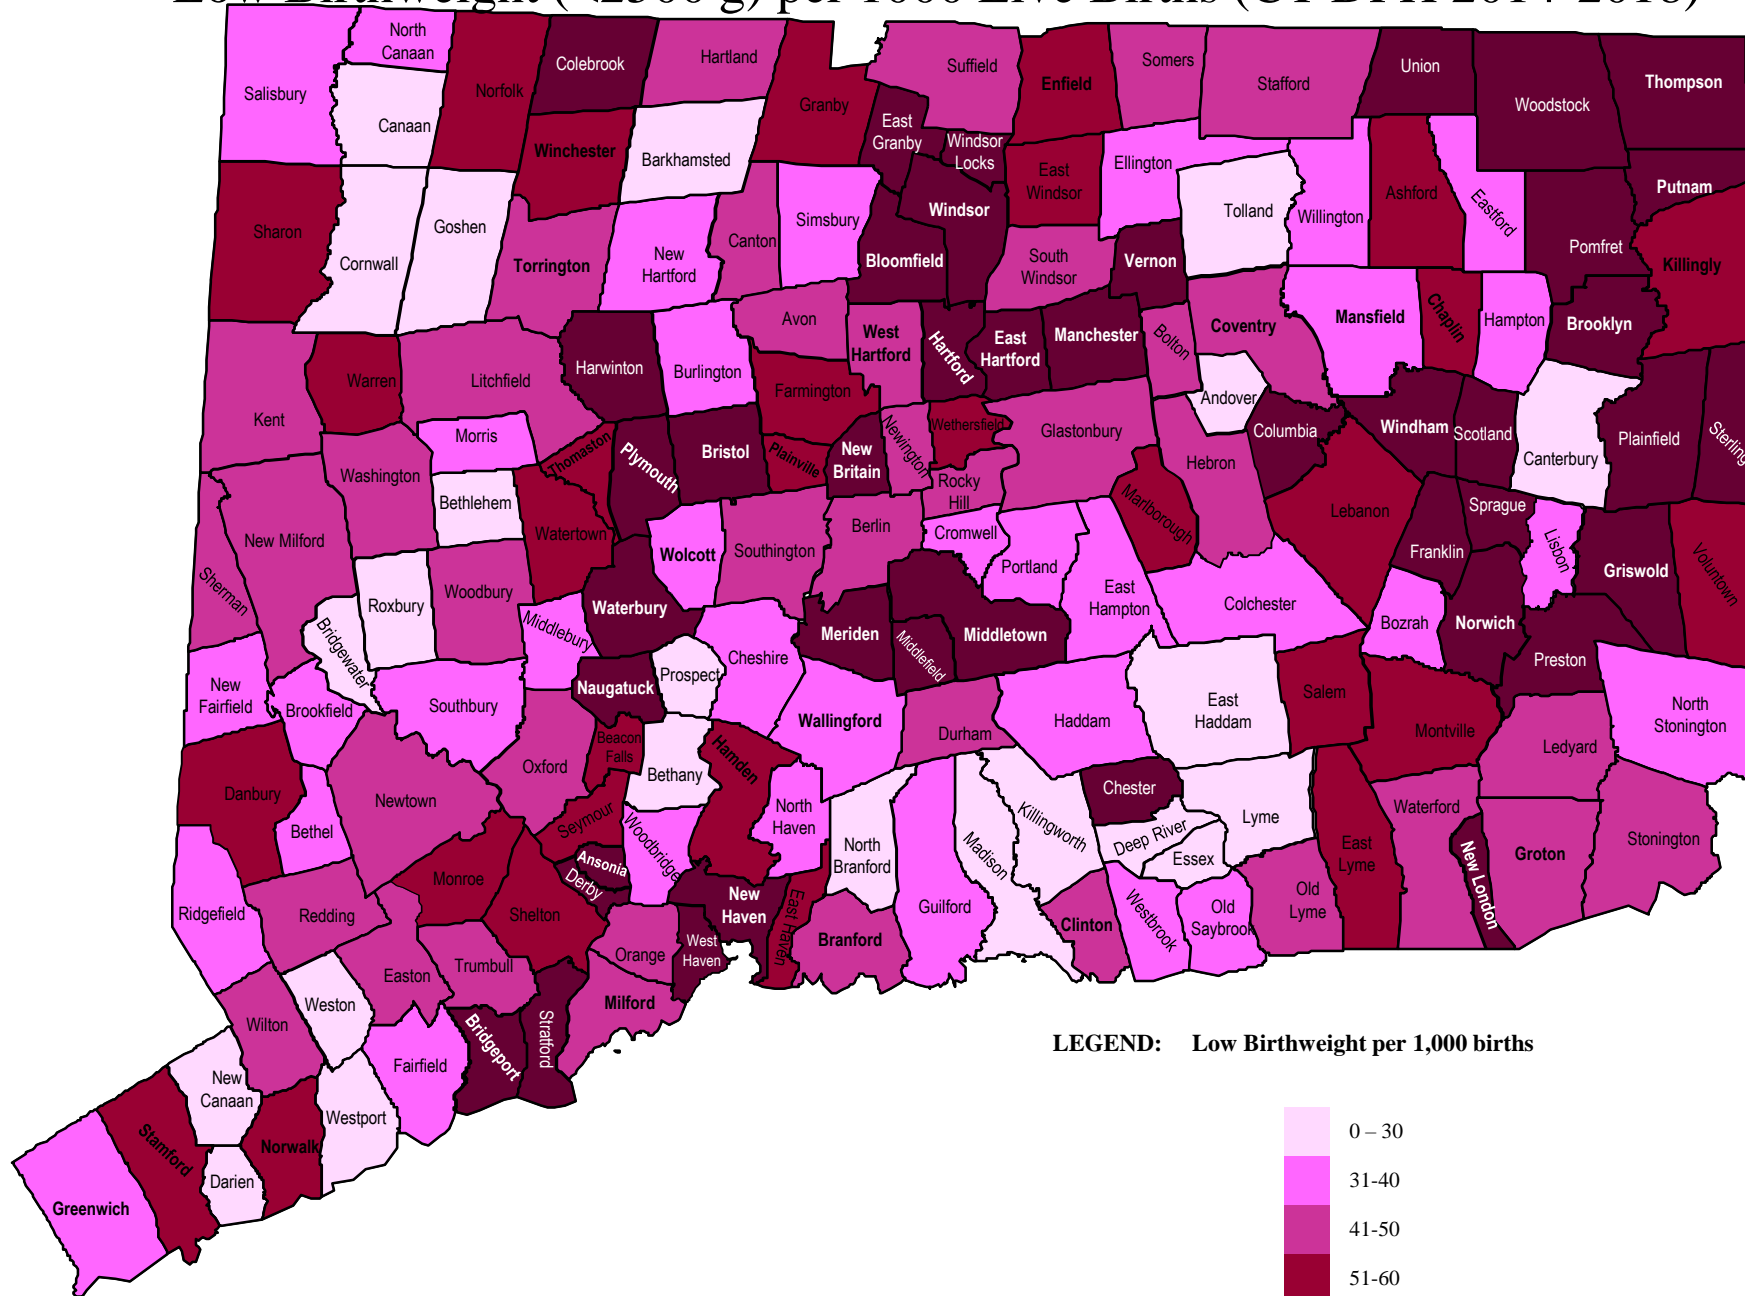 Low Birthweight (<2500 g) per 1000 Live Births (CT DPH 2014-2018)
North
Canaan
Salisbury
Canaan
Norfolk
Colebrook
Hartland
Granby
Suffield
Enfield
Somers
Stafford
Union
Woodstock
Thompson
Winchester
Barkhamsted
East
Granby
Windsor
Locks
East
Windsor
Ellington
Tolland
Willington
Ashford
Eastford
Pomfret
Putnam
Killingly
Sharon
Cornwall
Goshen
Torrington
New
Hartford
Canton
Simsbury
Bloomfield
Windsor
South
Windsor
Vernon
Coventry
Mansfield
Chaplin
Hampton
Brooklyn
Kent
Warren
Litchfield
Harwinton
Burlington
Avon
West
Hartford
Hartford
East
Hartford
Manchester
Bolton
Andover
Columbia
Windham
Scotland
Canterbury
Plainfield
Sterling
Morris
Washington
Bethlehem
Thomaston
Watertown
Plymouth
Bristol
Farmington
Plainville
New
Britain
Newington
Wethersfield
Rocky
Hill
Glastonbury
Marlborough
Hebron
Lebanon
Franklin
Sprague
Lisbon
Griswold
Voluntown
New Milford
Sherman
Bridgewater
Roxbury
Woodbury
Middlebury
Waterbury
Wolcott
Southington
Berlin
Cromwell
Portland
East
Hampton
Colchester
Bozrah
Norwich
Preston
North
Stonington
New
Fairfield
Brookfield
Southbury
Naugatuck
Prospect
Cheshire
Meriden
Middlefield
Middletown
Haddam
East
Haddam
Salem
Montville
Ledyard
Danbury
Bethel
Newtown
Oxford
Beacon
Falls
Bethany
Hamden
Wallingford
Durham
Chester
Killingworth
Deep River
Essex
Lyme
East
Lyme
Waterford
New London
Groton
Stonington
Ridgefield
Redding
Monroe
Seymour
Ansonia
Derby
Shelton
Woodbridge
North
Haven
New
Haven
East Haven
North
Branford
Branford
Guilford
Madison
Clinton
Westbrook
Old
Saybrook
Old
Lyme
Wilton
Weston
Easton
Trumbull
Orange
West
Haven
Milford
Stratford
Bridgeport
Fairfield
New
Canaan
Westport
Norwalk
Darien
Stamford
Greenwich
LEGEND: Low Birthweight per 1,000 births
0 – 30
31-40
41-50
51-60